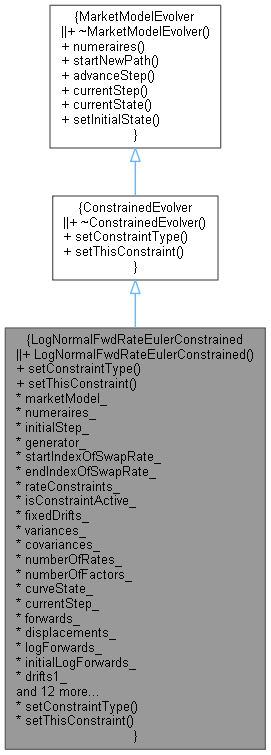 {MarketModelEvolver
||+ ~MarketModelEvolver()
+ numeraires()
+ startNewPath()
+ advanceStep()
+ currentStep()
+ currentState()
+ setInitialState()
}
{ConstrainedEvolver
||+ ~ConstrainedEvolver()
+ setConstraintType()
+ setThisConstraint()
}
{LogNormalFwdRateEulerConstrained
||+ LogNormalFwdRateEulerConstrained()
+ setConstraintType()
+ setThisConstraint()
* marketModel_
* numeraires_
* initialStep_
* generator_
* startIndexOfSwapRate_
* endIndexOfSwapRate_
* rateConstraints_
* isConstraintActive_
* fixedDrifts_
* variances_
* covariances_
* numberOfRates_
* numberOfFactors_
* curveState_
* currentStep_
* forwards_
* displacements_
* logForwards_
* initialLogForwards_
* drifts1_
and 12 more...
* setConstraintType()
* setThisConstraint()
}